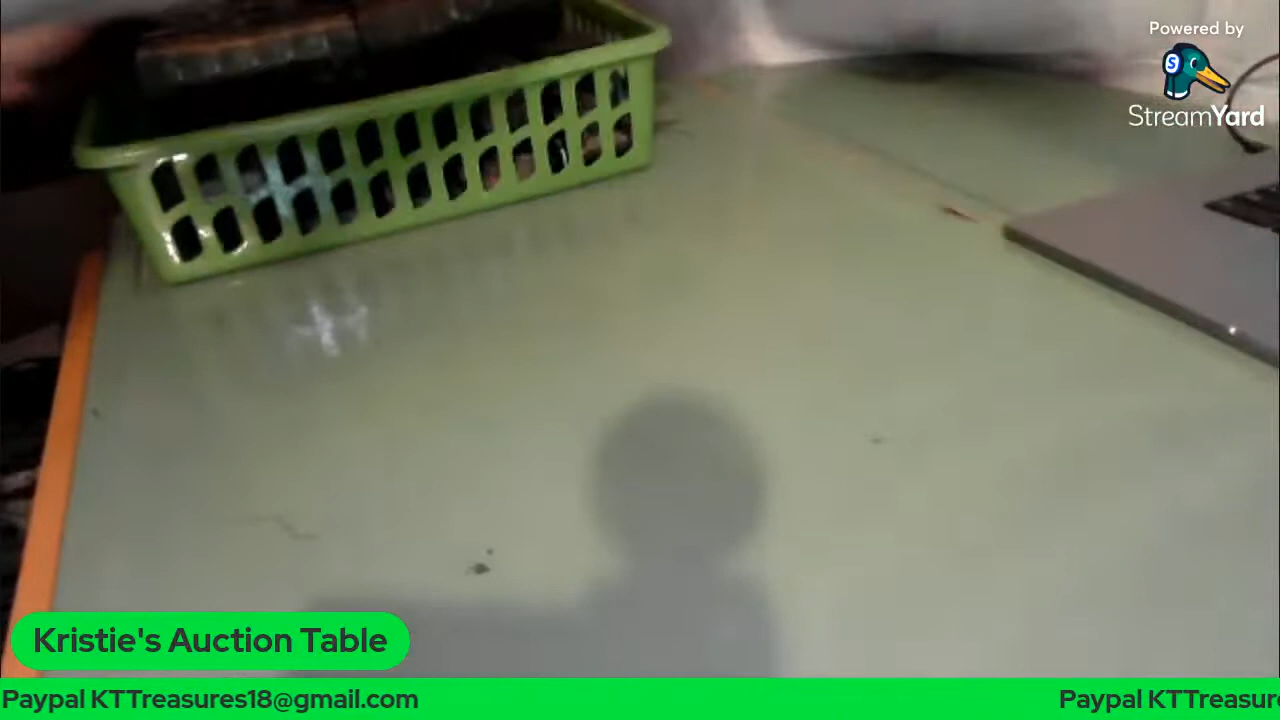 Powered by
S
StreamYard
Kristie's Auction Table
Paypal KTTreasures18@gmail.com
Paypal KTTreasure